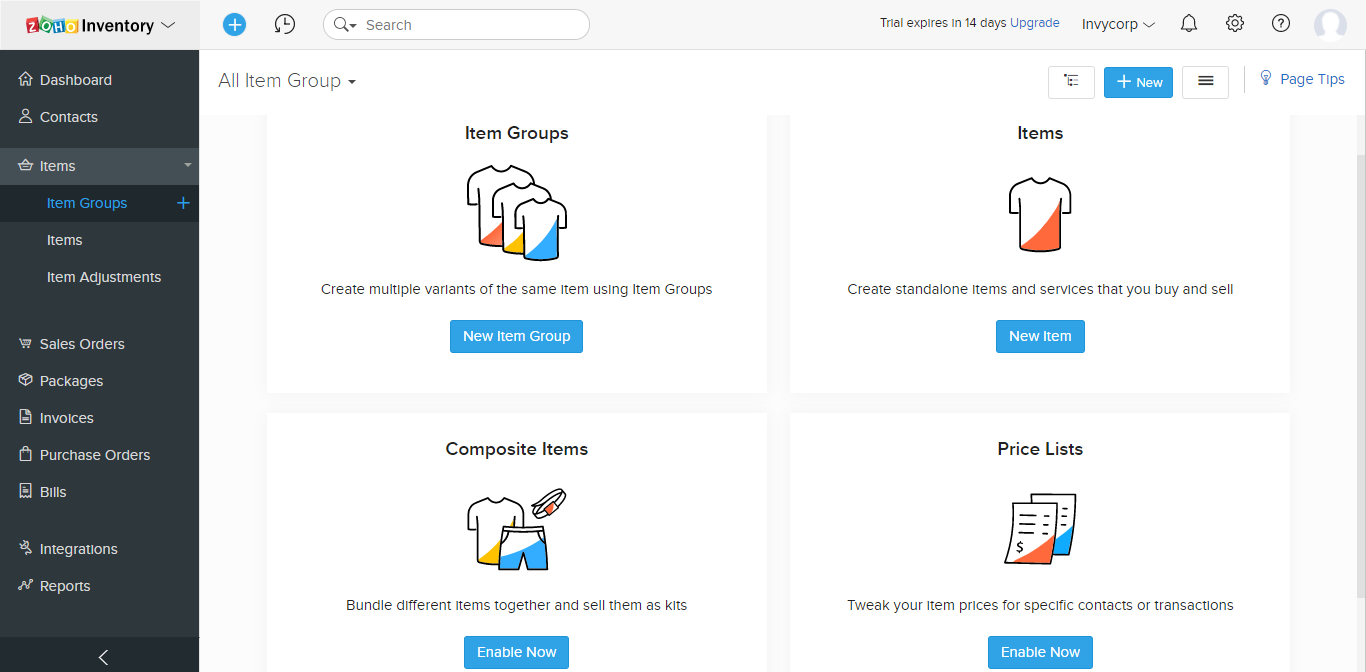 ZOHO Inventory
Search
Trial expires in 14 days Upgrade
Invycorp
Dashboard
Contacts
Items
Item Groups
Items
Item Adjustments
Sales Orders
Packages
Invoices
Purchase Orders
Bills
Integrations
Reports
All Item Group
New
Page Tips
Item Groups
Create multiple variants of the same item using Item Groups
New Item Group
Items
Create standalone items and services that you buy and sell
New Item
Composite Items
Bundle different items together and sell them as kits
Enable Now
Price Lists
$
Tweak your item prices for specific contacts or transactions
Enable Now